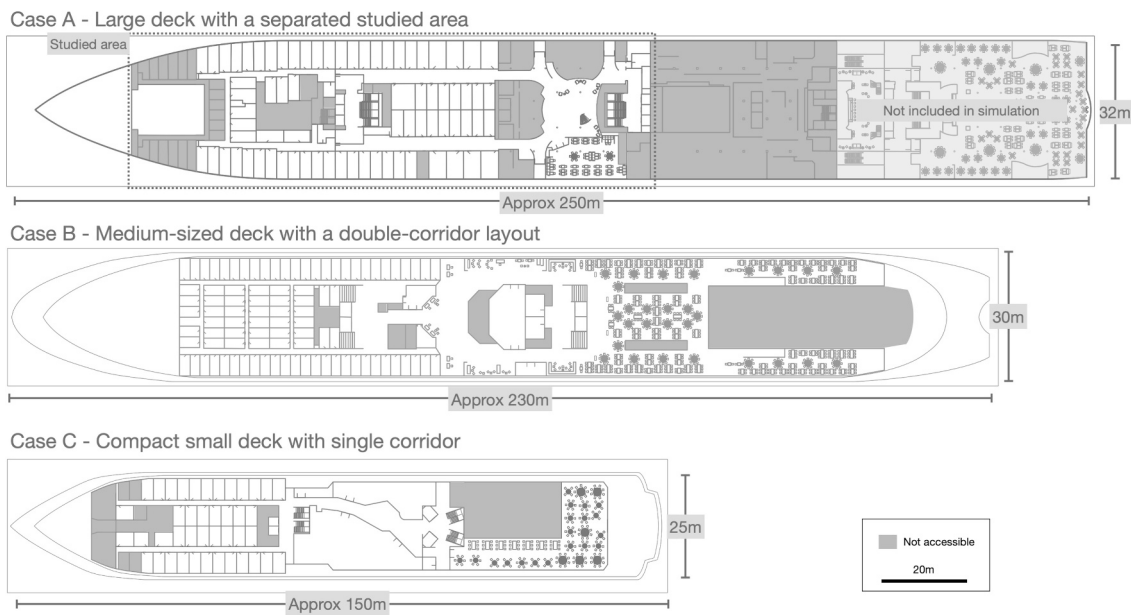 Case A - Large deck with a separated studied area
Studied area
Not included in simulation
32m
Approx 250m
Case B - Medium-sized deck with a double-corridor layout
30m
Approx 230m
Case C - Compact small deck with single corridor
25m
Not accessible
20m
Approx 150m